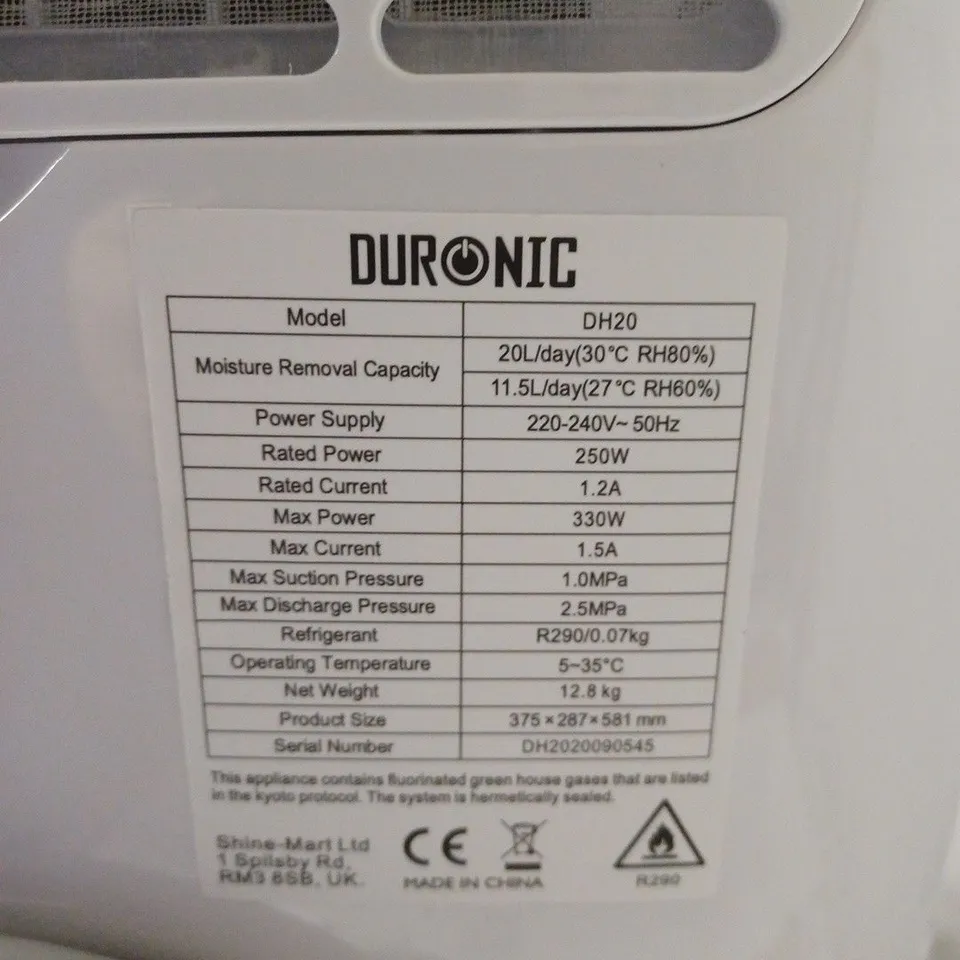 DURONIC
Model DH20
Moisture Removal Capacity 20L/day(30°C RH80%)
11.5L/day(27°C RH60%)
Power Supply 220-240V~ 50Hz
Rated Power 250W
Rated Current 1.2A
Max Power 330W
Max Current 1.5A
Max Suction Pressure 1.0MPa
Max Discharge Pressure 2.5MPa
Refrigerant R290/0.07kg
Operating Temperature 5~35°C
Net Weight 12.8 kg
Product Size 375×287×581 mm
Serial Number DH2020090545
This appliance contains fluorinated green house gases that are listed
in the kyoto protocol. The system is hermetically sealed.
Shine-Mart Ltd
1 Spilsby Rd,
RM3 8SB, UK.
CE
MADE IN CHINA
R290